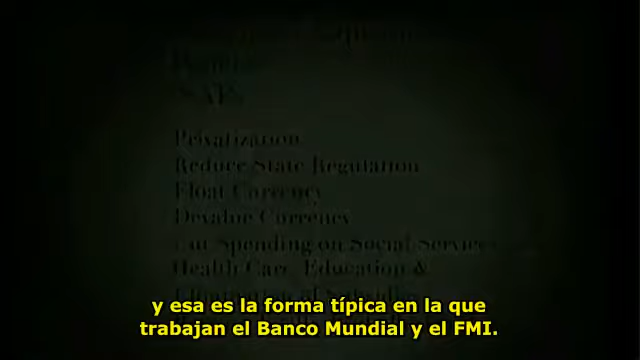 SAPs
Privatization
Reduce State Regulation
Float Currency
Devalue Currency
Cut Spending on Social Services
Health Care, Education &
y esa es la forma típica en la que
trabajan el Banco Mundial y el FMI.